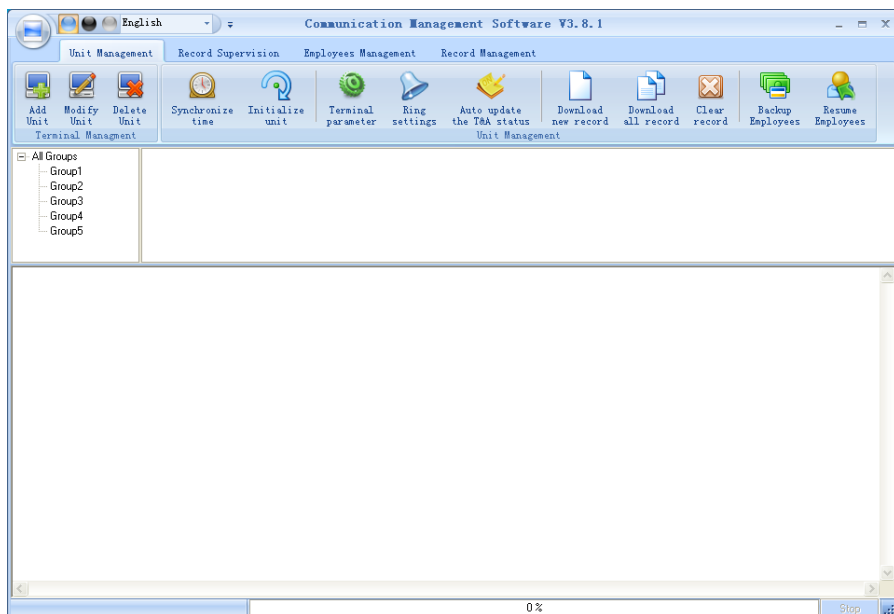 English
Communication Management Software V3.8.1
Unit Management
Record Supervision
Employees Management
Record Management
Add Unit
Modify Unit
Delete Unit
Synchronize time
Initialize unit
Terminal parameter
Ring settings
Auto update the T&A status
Download new record
Download all record
Clear record
Backup Employees
Resume Employees
Terminal Managment
Unit Management
All Groups
Group1
Group2
Group3
Group4
Group5
0%
Stop